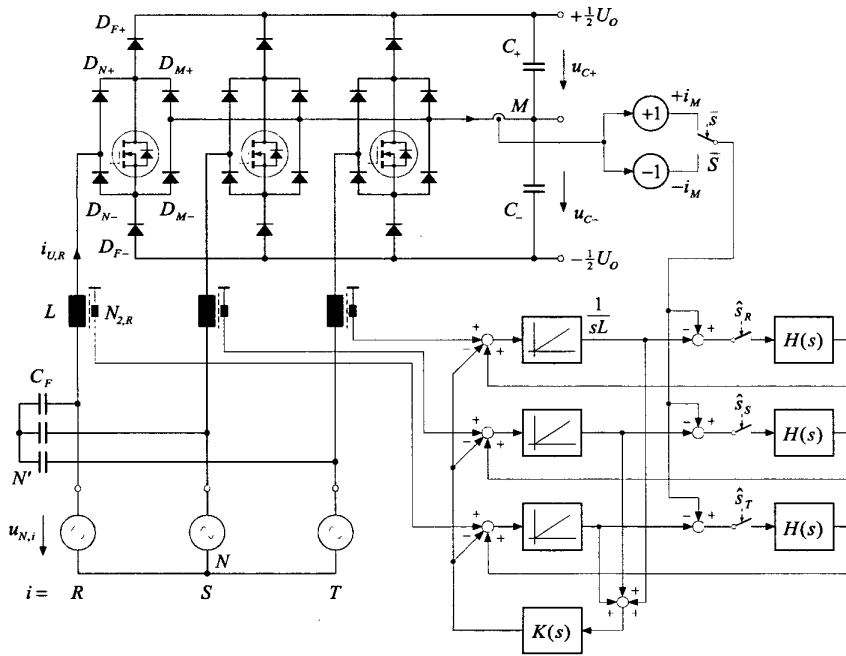 D_{F+}
+½U_O
D_{N+} D_{M+}
C_+ u_{C+}
M
+1 +i_M
s̄
S̄
-1 -i_M
D_{N-} D_{M-}
C_- u_{C-}
D_{F-}
i_{U,R}
-½U_O
L N_{2,R}
1/sL
+ - + - + ŝ_R H(s)
C_F
+ - + - + ŝ_S H(s)
N'
+ - + - + ŝ_T H(s)
u_{N,i}
N
i = R S T
+ + +
K(s)